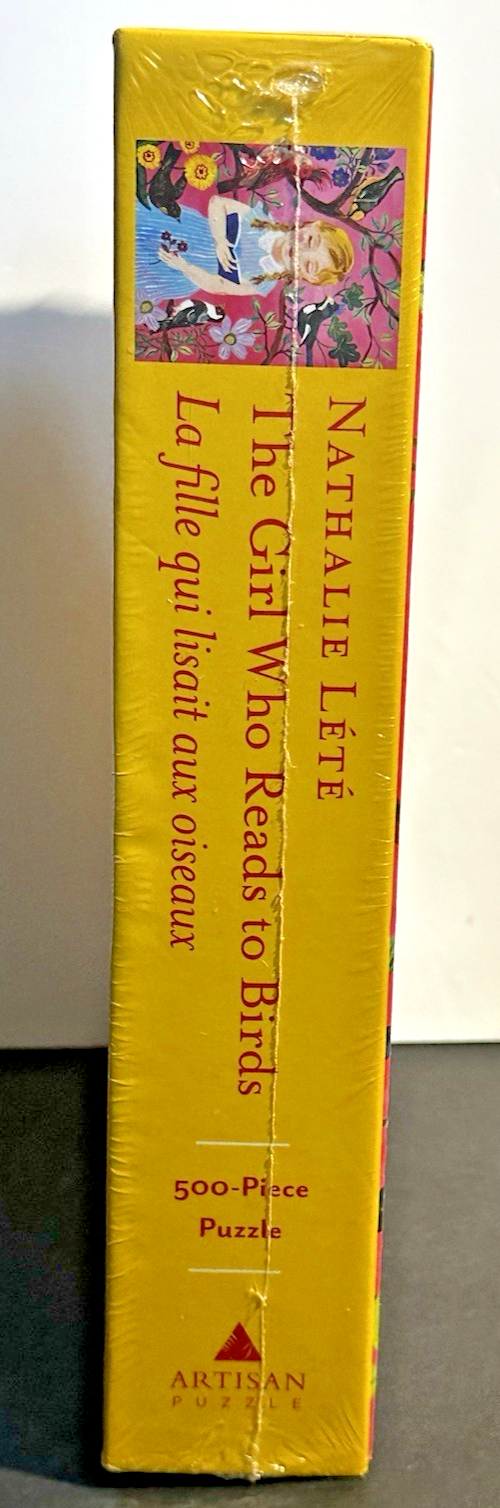 NATHALIE LÉTÉ
The Girl Who Reads to Birds
La fille qui lisait aux oiseaux
500-Piece
Puzzle
ARTISAN
PUZZLE